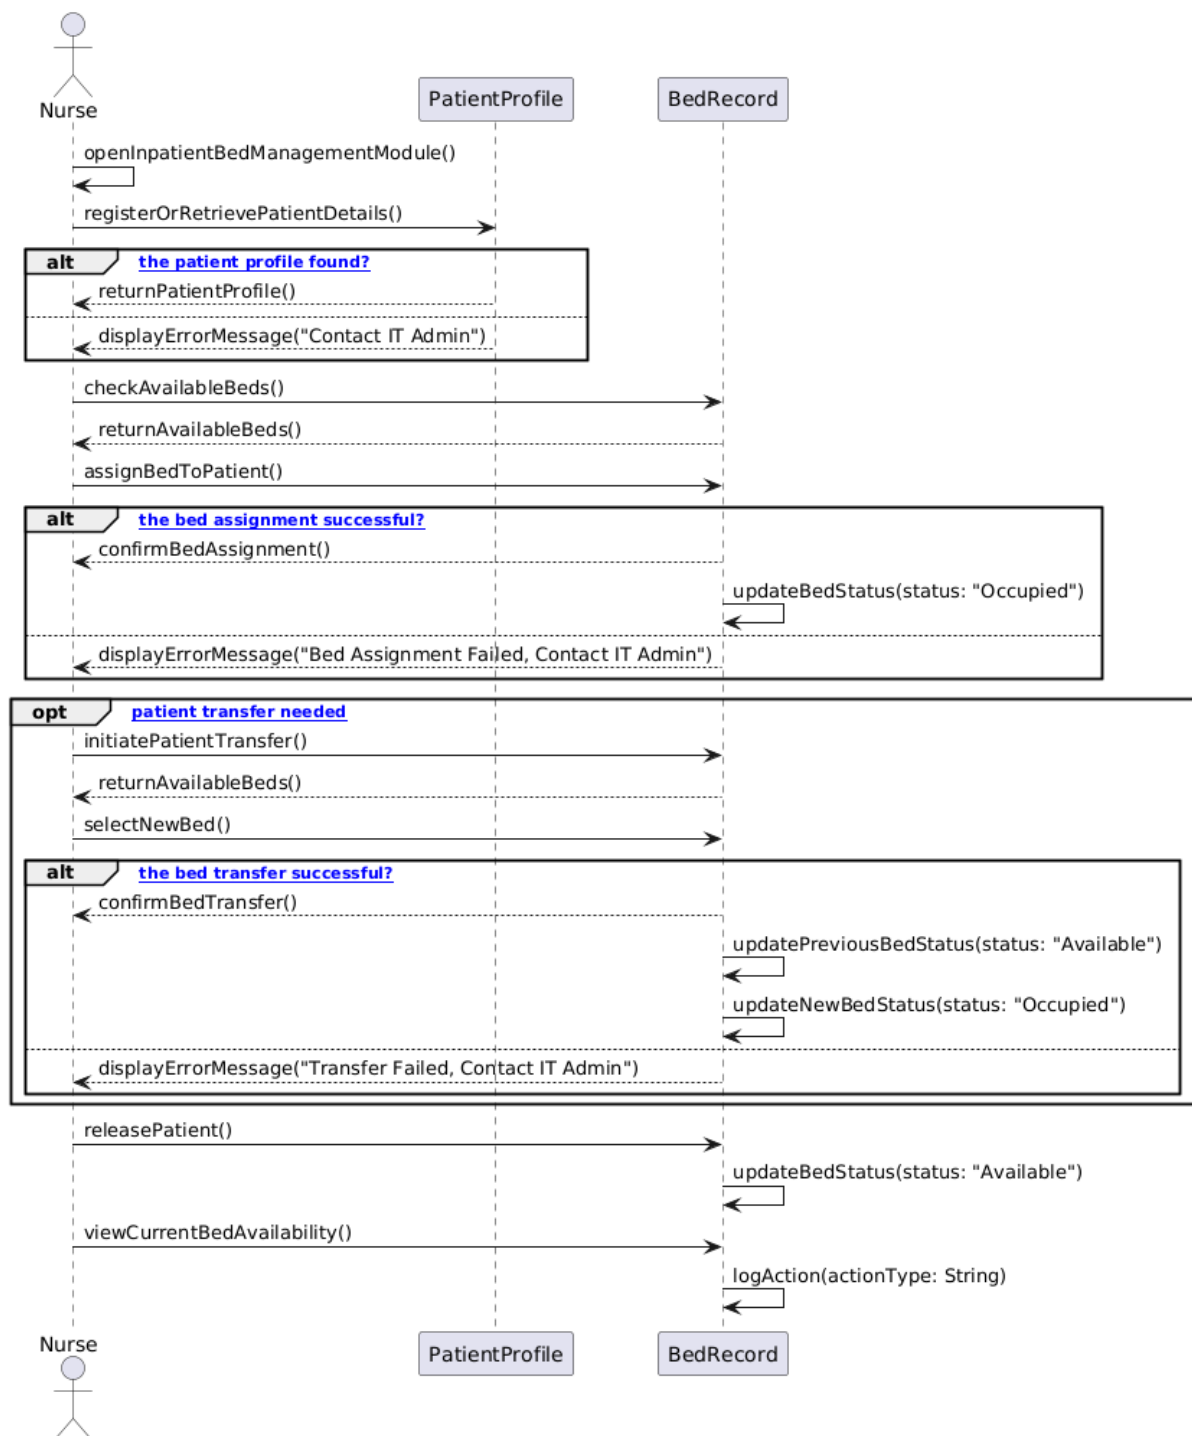 Nurse
PatientProfile
BedRecord
openInpatientBedManagementModule()
registerOrRetrievePatientDetails()
alt the patient profile found?
returnPatientProfile()
displayErrorMessage("Contact IT Admin")
checkAvailableBeds()
returnAvailableBeds()
assignBedToPatient()
alt the bed assignment successful?
confirmBedAssignment()
updateBedStatus(status: "Occupied")
displayErrorMessage("Bed Assignment Failed, Contact IT Admin")
opt patient transfer needed
initiatePatientTransfer()
returnAvailableBeds()
selectNewBed()
alt the bed transfer successful?
confirmBedTransfer()
updatePreviousBedStatus(status: "Available")
updateNewBedStatus(status: "Occupied")
displayErrorMessage("Transfer Failed, Contact IT Admin")
releasePatient()
updateBedStatus(status: "Available")
viewCurrentBedAvailability()
logAction(actionType: String)
Nurse
PatientProfile
BedRecord